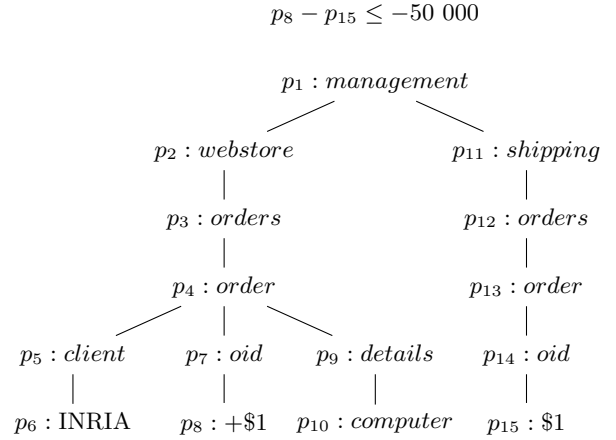 p8 − p15 ≤ −50 000
p1 : management
p2 : webstore p11 : shipping
p3 : orders p12 : orders
p4 : order p13 : order
p5 : client p7 : oid p9 : details p14 : oid
p6 : INRIA p8 : +$1 p10 : computer p15 : $1